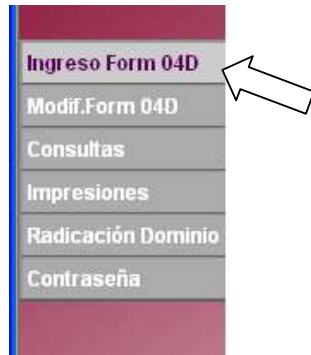 Ingreso Form 04D
Modif.Form 04D
Consultas
Impresiones
Radicación Dominio
Contraseña